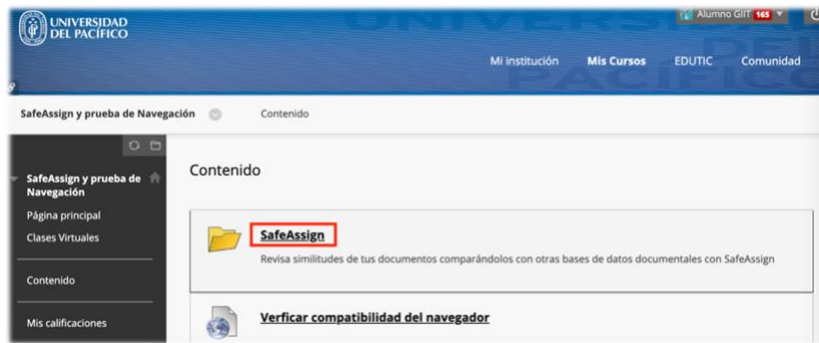 UNIVERSIDAD
DEL PACÍFICO
Alumno GIIT 165
Mi institución Mis Cursos EDUTIC Comunidad
SafeAssign y prueba de Navegación Contenido
SafeAssign y prueba de
Navegación
Página principal
Clases Virtuales
Contenido
Mis calificaciones
Contenido
SafeAssign
Revisa similitudes de tus documentos comparándolos con otras bases de datos documentales con SafeAssign
Verficar compatibilidad del navegador